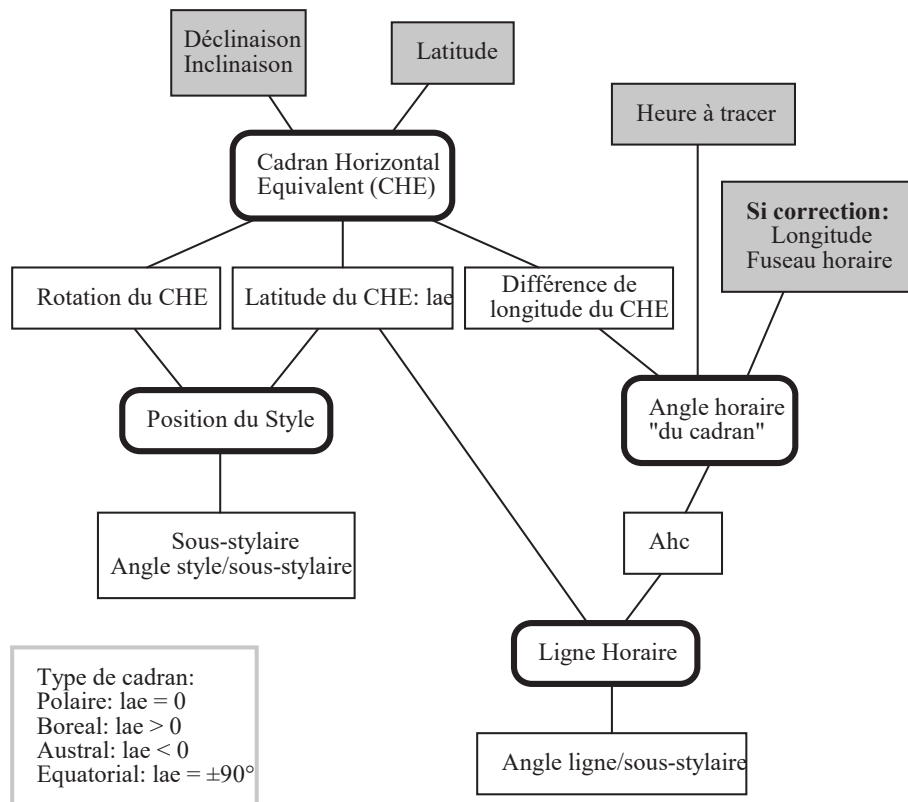 Déclinaison
Inclinaison
Latitude
Heure à tracer
Cadran Horizontal
Equivalent (CHE)
Si correction:
Longitude
Fuseau horaire
Rotation du CHE
Latitude du CHE: lae
Différence de
longitude du CHE
Position du Style
Angle horaire
"du cadran"
Sous-stylaire
Angle style/sous-stylaire
Ahc
Ligne Horaire
Type de cadran:
Polaire: lae = 0
Boreal: lae > 0
Austral: lae < 0
Equatorial: lae = ±90°
Angle ligne/sous-stylaire